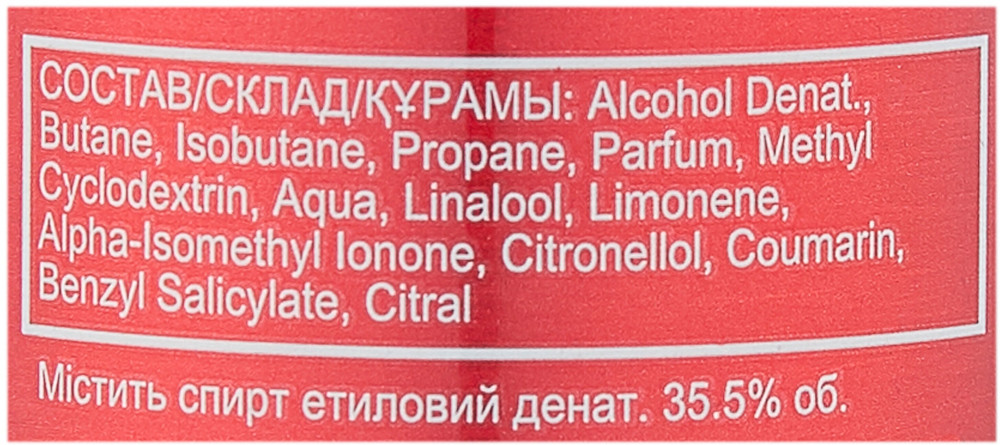 СОСТАВ/СКЛАД/ҚҰРАМЫ: Alcohol Denat.,
Butane, Isobutane, Propane, Parfum, Methyl
Cyclodextrin, Aqua, Linalool, Limonene,
Alpha-Isomethyl Ionone, Citronellol, Coumarin,
Benzyl Salicylate, Citral
Містить спирт етиловий денат. 35.5% об.